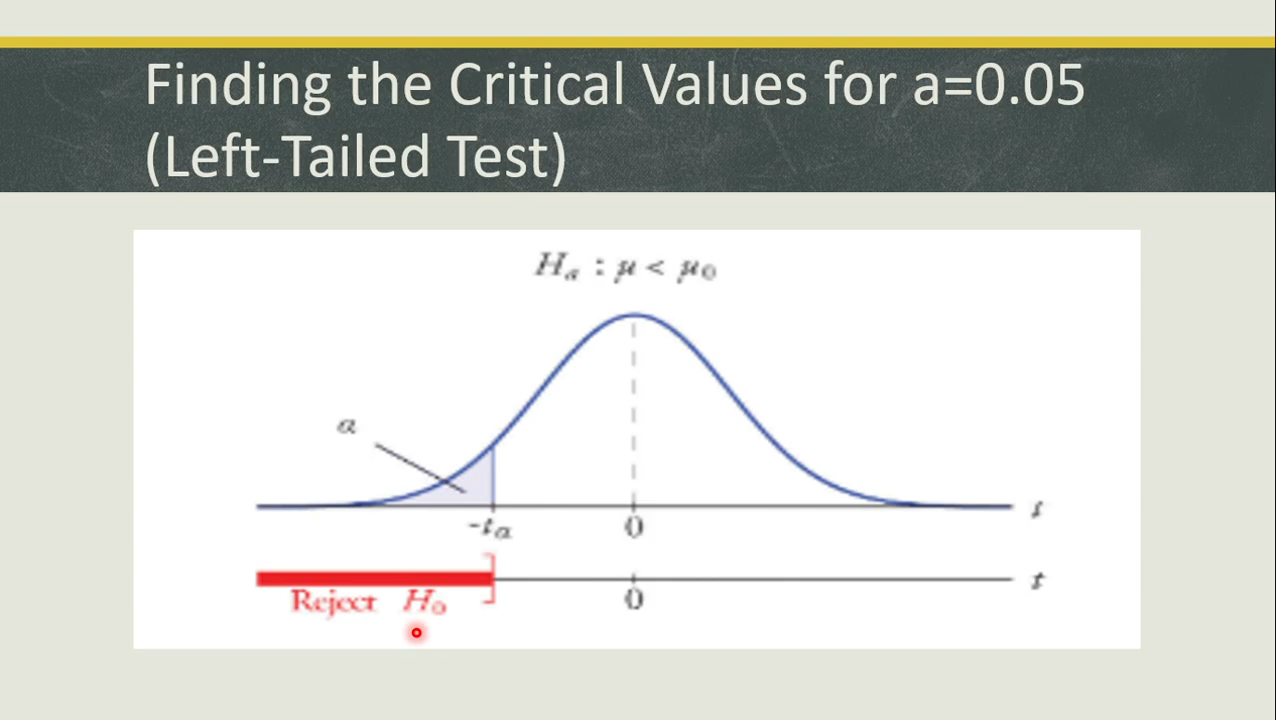 Finding the Critical Values for a=0.05
(Left-Tailed Test)
Hₐ : μ < μ₀
α
-tα
0
t
Reject H₀
0
t